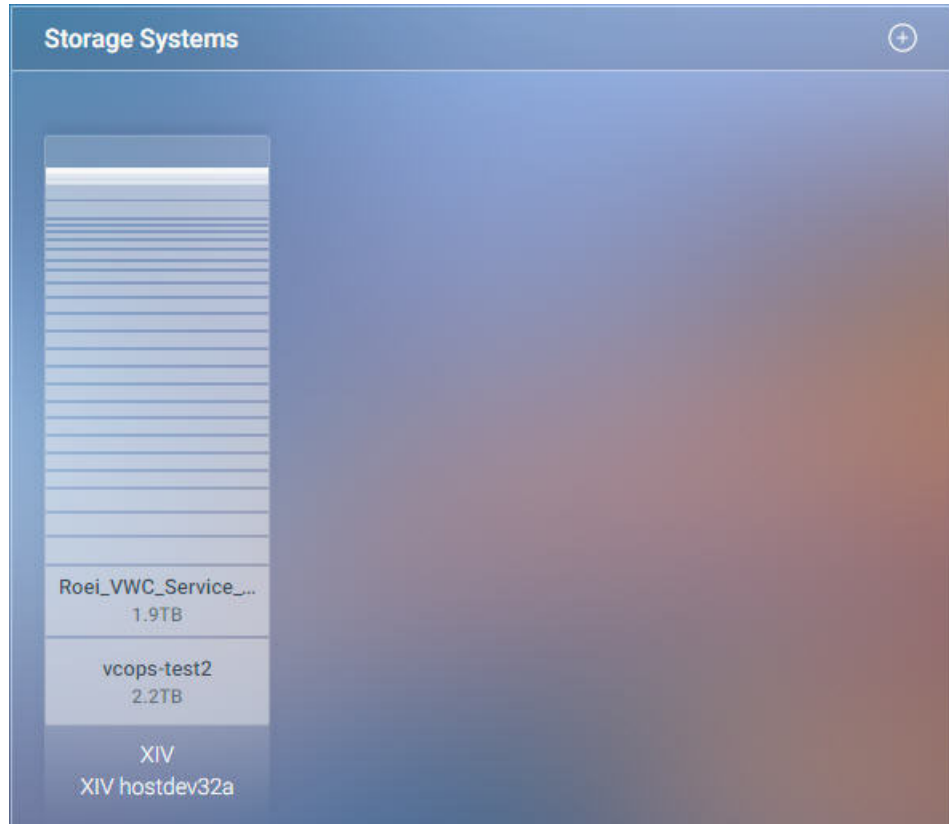 Storage Systems
Roei_VWC_Service_...
1.9TB
vcops-test2
2.2TB
XIV
XIV hostdev32a